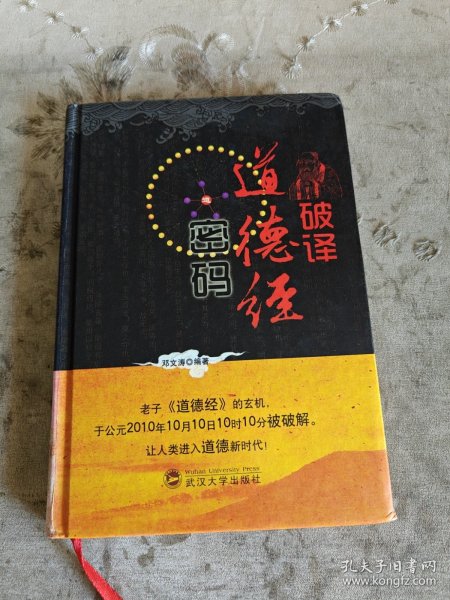 破译
道德经
密码
邓文涛◎编著
老子《道德经》的玄机,
于公元2010年10月10日10时10分被破解。
让人类进入道德新时代!
Wuhan University Press
武汉大学出版社
孔夫子旧书网
www.kongfz.com